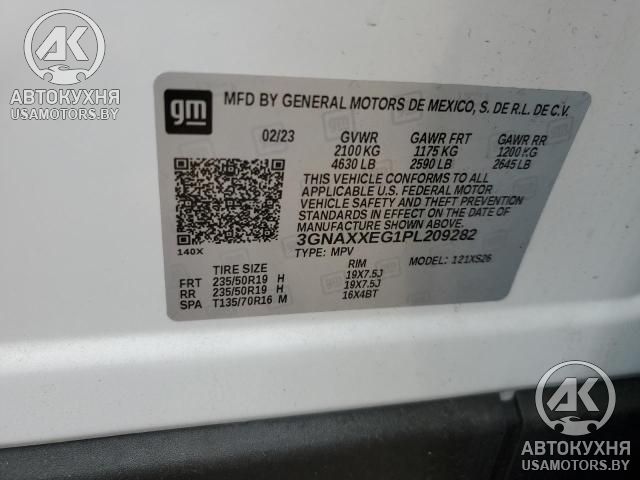 AK
АВТОКУХНЯ
USAMOTORS.BY
gm
MFD BY GENERAL MOTORS DE MEXICO, S. DE R.L. DE C.V.
02/23 GVWR GAWR FRT GAWR RR
2100 KG 1175 KG 1200 KG
4630 LB 2590 LB 2645 LB
THIS VEHICLE CONFORMS TO ALL
APPLICABLE U.S. FEDERAL MOTOR
VEHICLE SAFETY AND THEFT PREVENTION
STANDARDS IN EFFECT ON THE DATE OF
MANUFACTURE SHOWN ABOVE.
3GNAXXEG1PL209282
140X
TYPE: MPV MODEL: 121XS26
TIRE SIZE RIM
FRT 235/50R19 H 19X7.5J
RR 235/50R19 H 19X7.5J
SPA T135/70R16 M 16X4BT
AK
АВТОКУХНЯ
USAMOTORS.BY